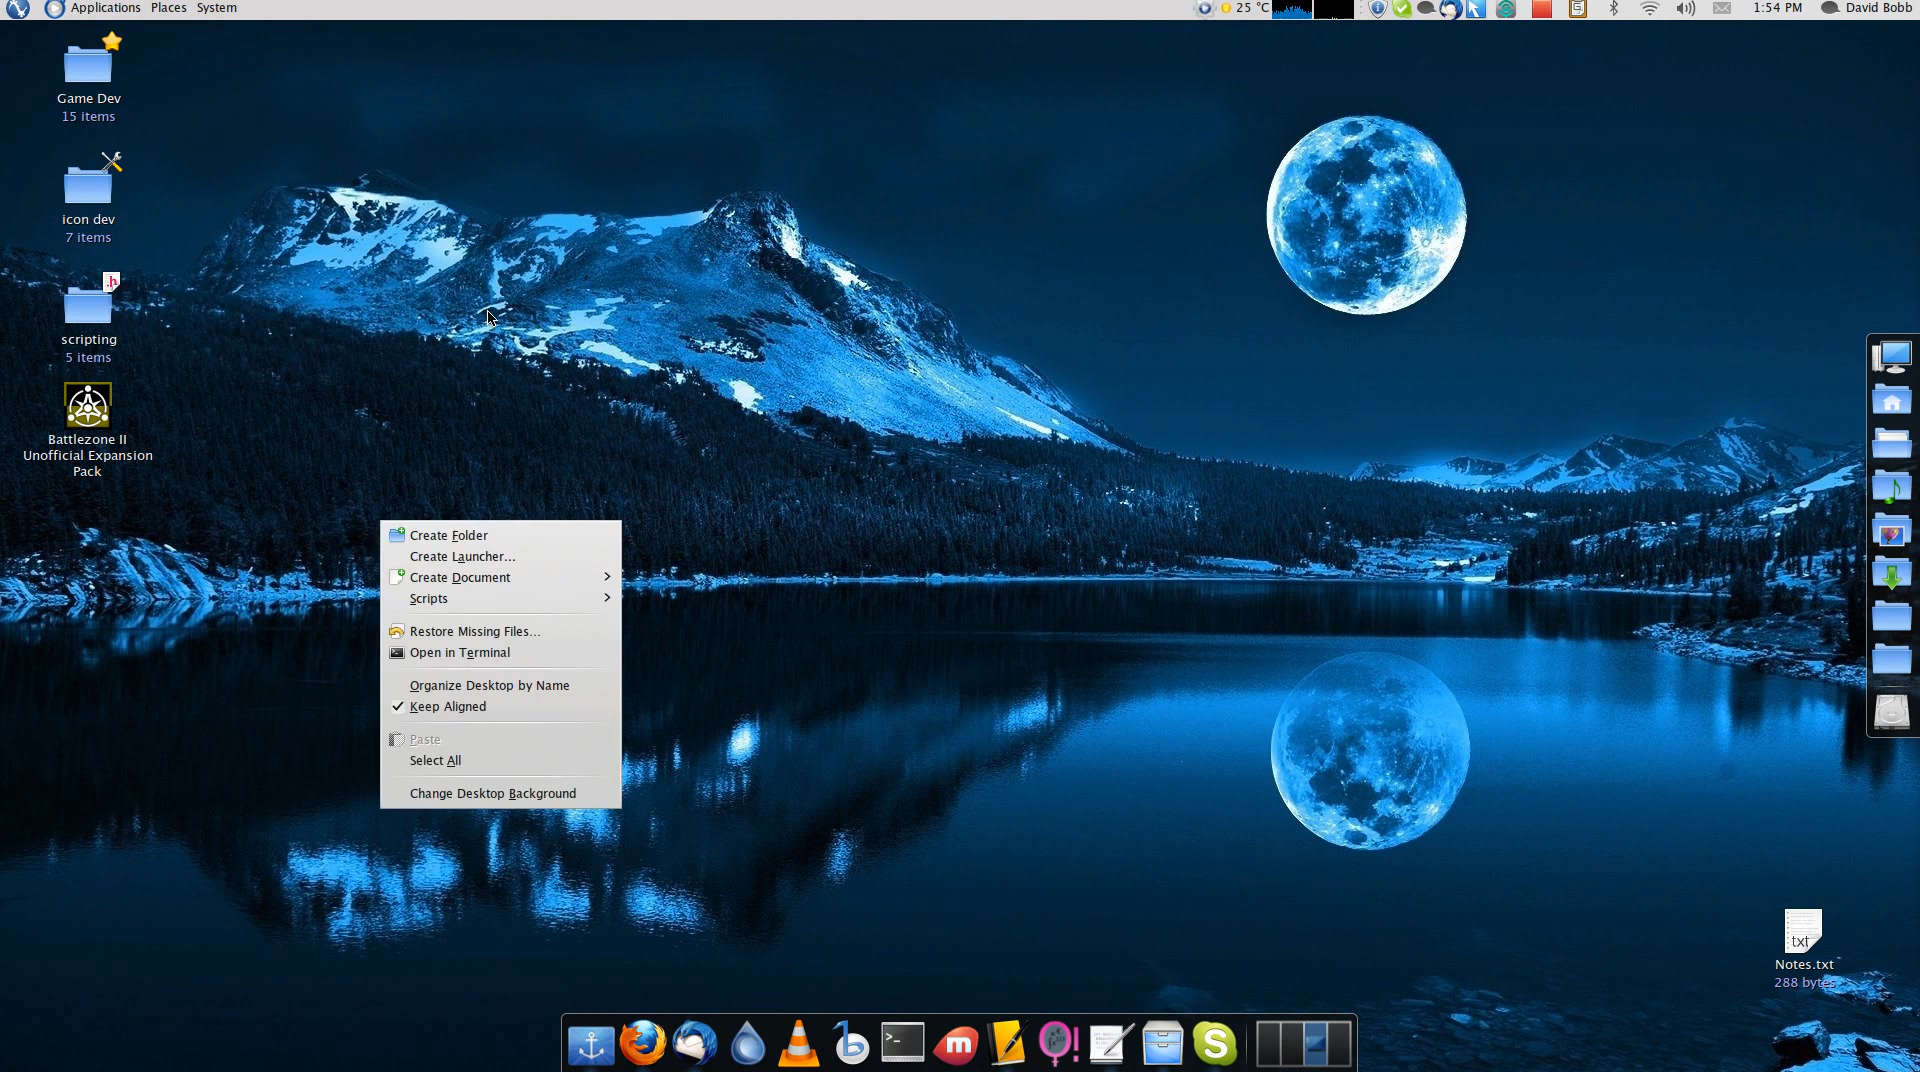 Applications Places System
25 °C
1:54 PM David Bobb
Game Dev
15 items
icon dev
7 items
.h
scripting
5 items
Battlezone II
Unofficial Expansion
Pack
Create Folder
Create Launcher...
Create Document
Scripts
Restore Missing Files...
Open in Terminal
Organize Desktop by Name
Keep Aligned
Paste
Select All
Change Desktop Background
txt
Notes.txt
288 bytes